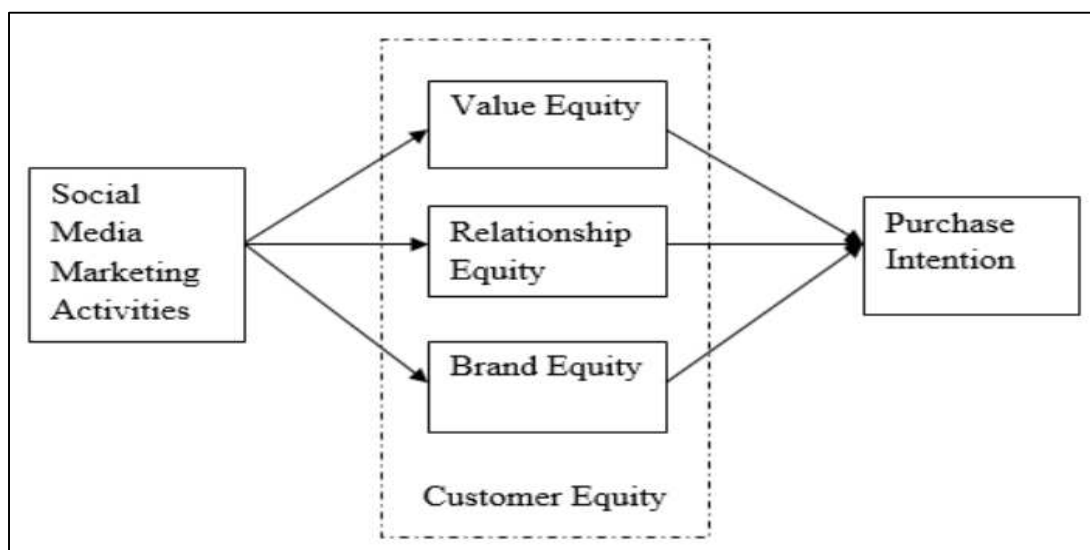 Social
Media
Marketing
Activities
Value Equity
Relationship
Equity
Brand Equity
Customer Equity
Purchase
Intention